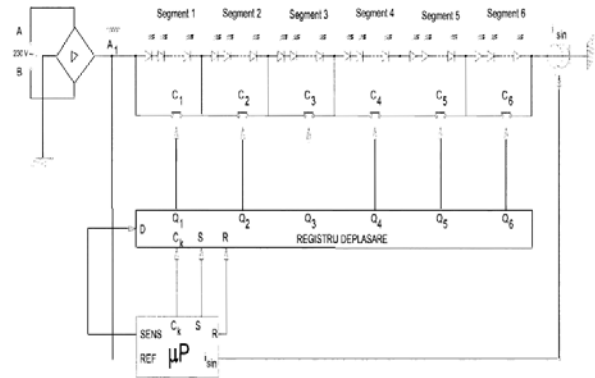 Segment 1 Segment 2 Segment 3 Segment 4 Segment 5 Segment 6
A A1 isin
B
C1 C2 C3 C4 C5 C6
Q1 Q2 Q3 Q4 Q5 Q6
D
Ck S R REGISTRU DEPLASARE
Ck S
SENS R
REF µP isin